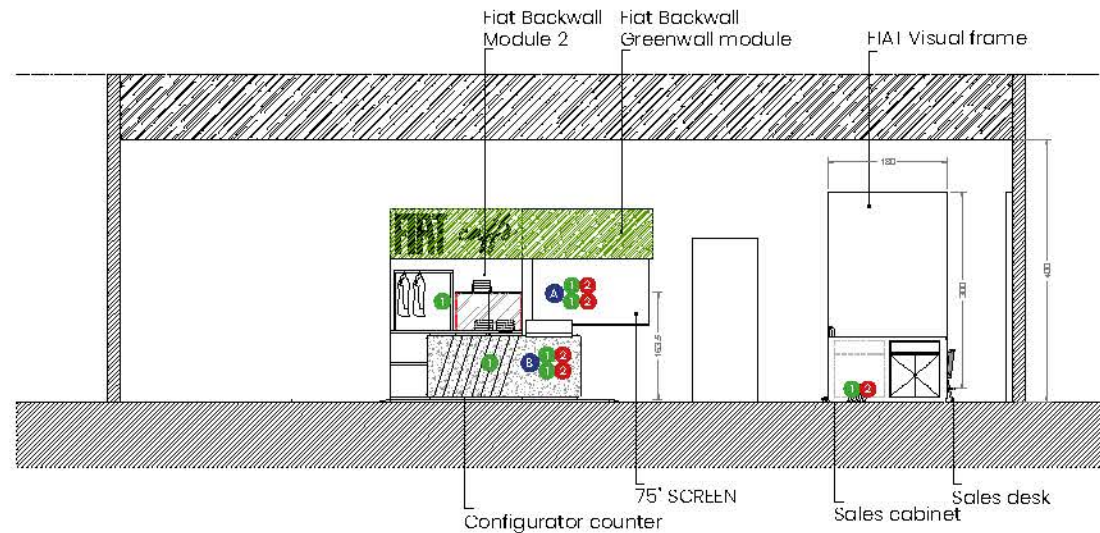 Fiat Backwall
Module 2
Fiat Backwall
Greenwall module
FIAT Visual frame
180
FIAT caffè
400
300
1
A 1 2
1 2
163.5
1
B 1 2
1 2
1 2
75" SCREEN
Configurator counter
Sales cabinet
Sales desk